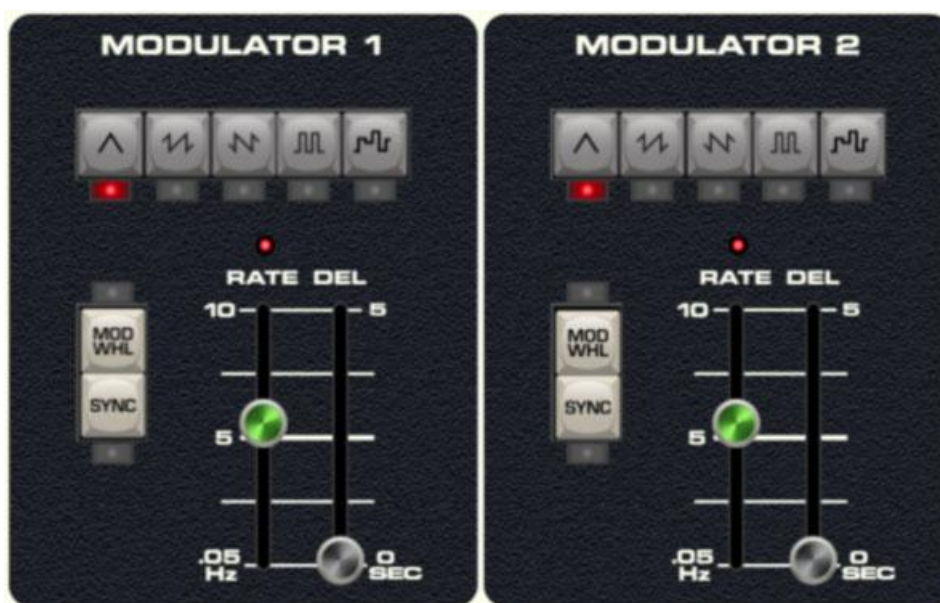 MODULATOR 1
RATE DEL
10 5
MOD
WHL
SYNC
5
.05 0
Hz SEC
MODULATOR 2
RATE DEL
10 5
MOD
WHL
SYNC
5
.05 0
Hz SEC